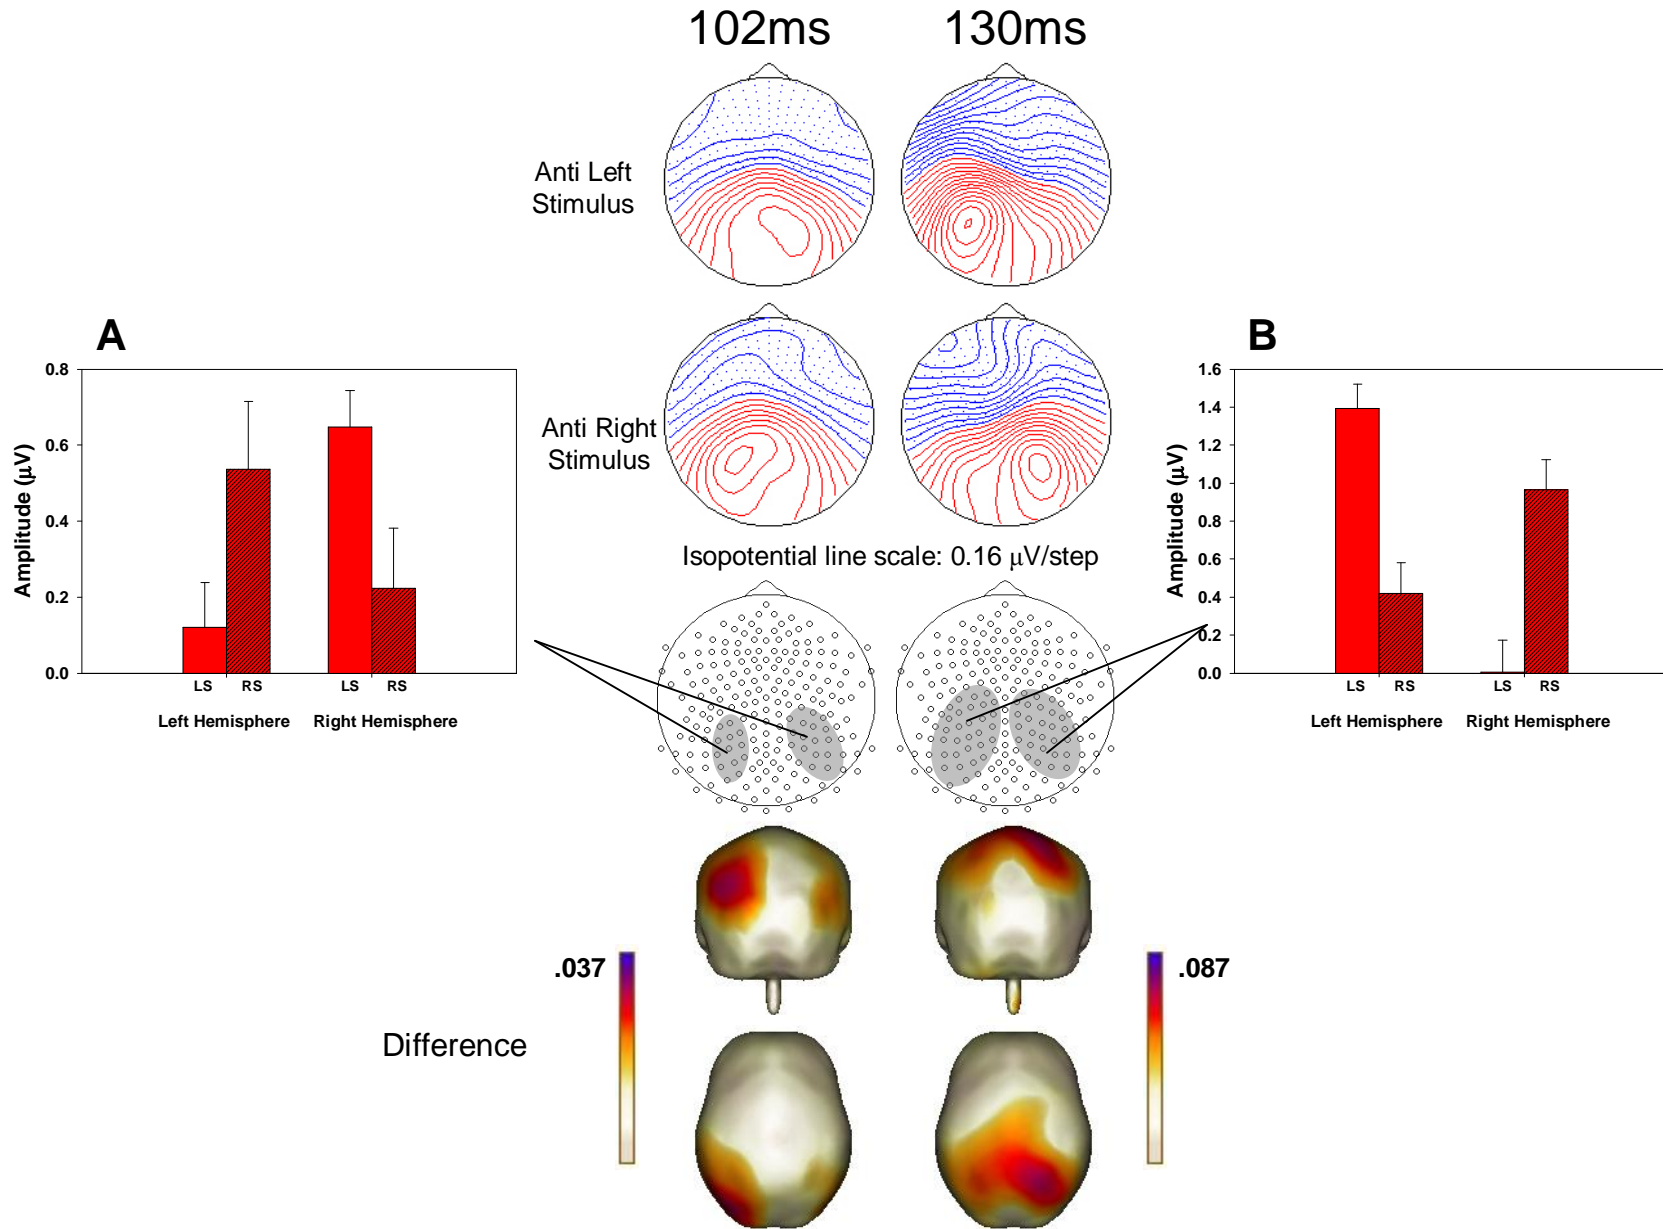 102ms
130ms
Anti Left
Stimulus
A
0.8
0.6
0.4
0.2
0.0
Amplitude (μV)
LS RS LS RS
Left Hemisphere Right Hemisphere
Anti Right
Stimulus
B
1.6
1.4
1.2
1.0
0.8
0.6
0.4
0.2
0.0
Amplitude (μV)
LS RS LS RS
Left Hemisphere Right Hemisphere
Isopotential line scale: 0.16 μV/step
.037
.087
Difference